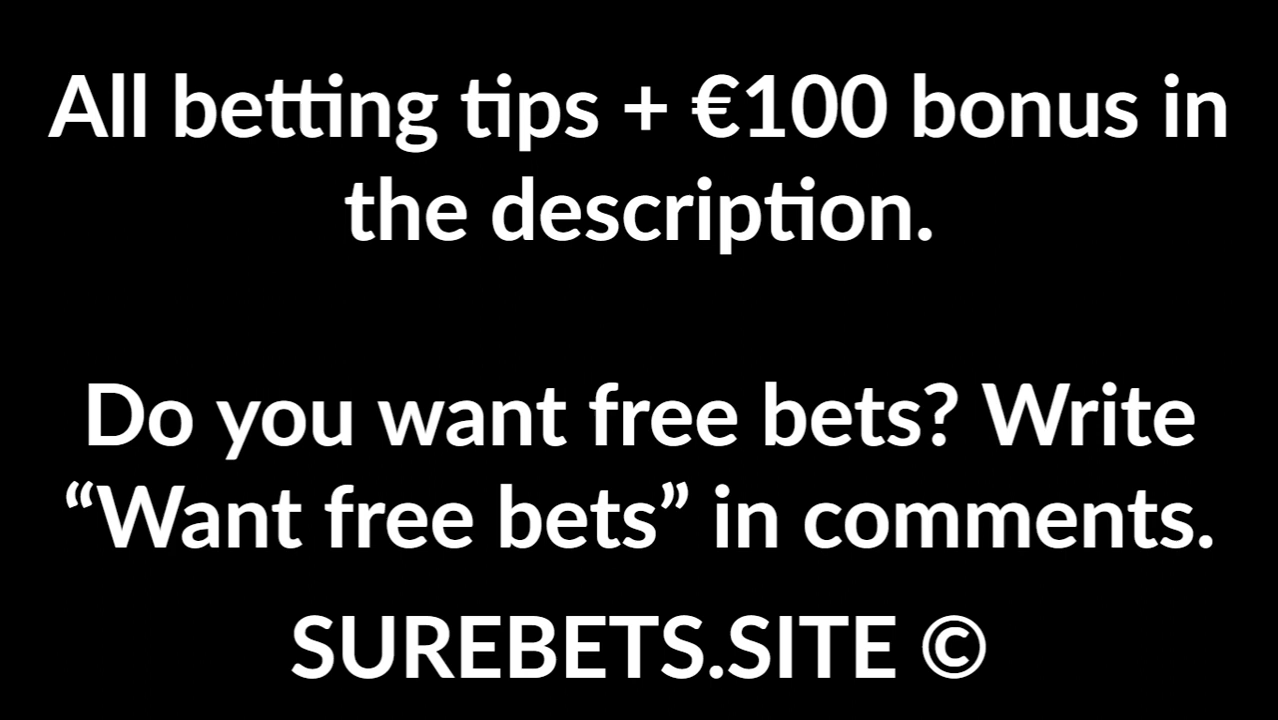 All betting tips + €100 bonus in
the description.
Do you want free bets? Write
“Want free bets” in comments.
SUREBETS.SITE ©